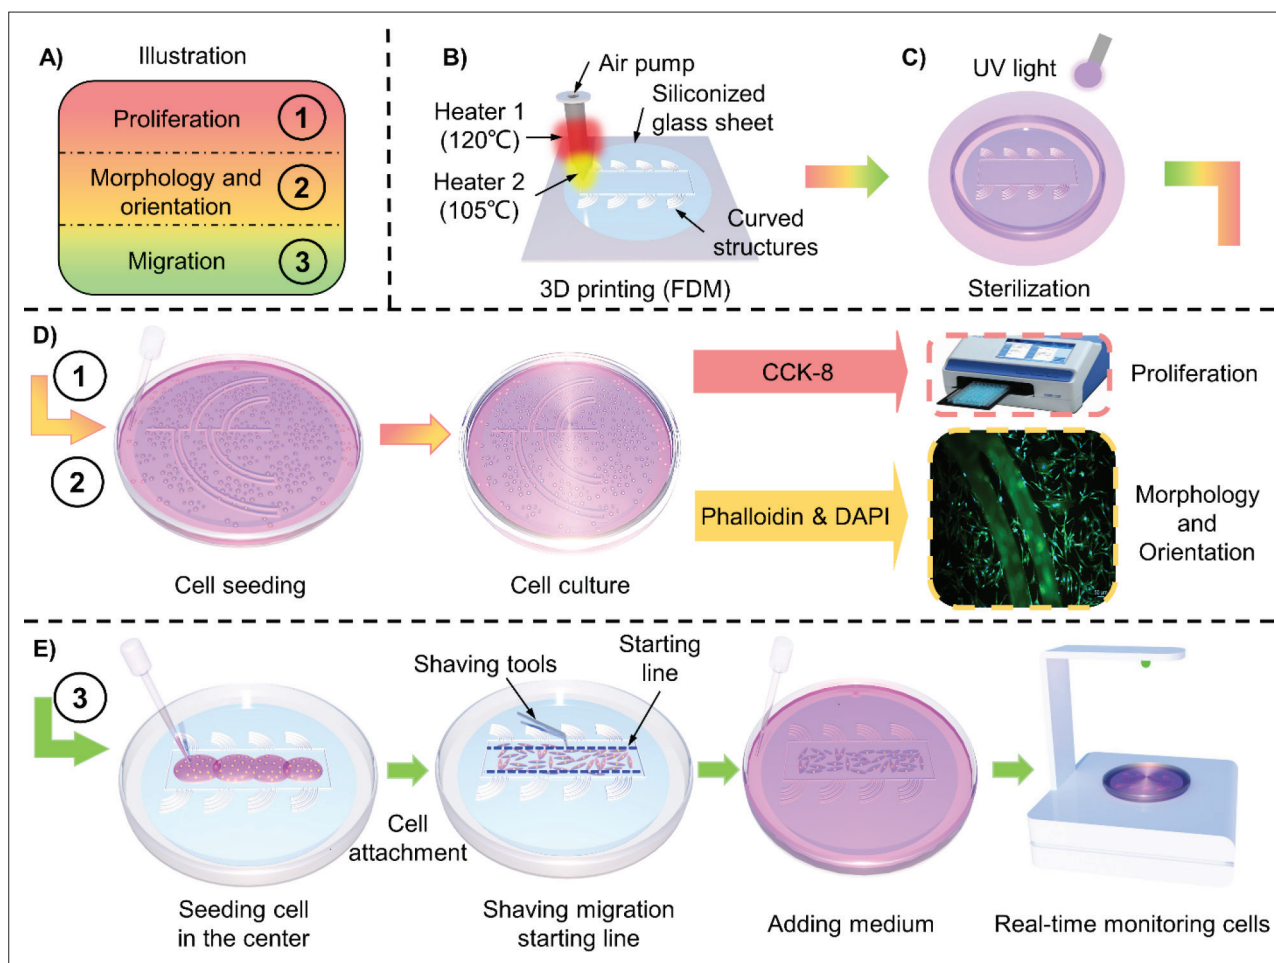 A)
Illustration
Proliferation
1
Morphology and
orientation
2
Migration
3
B)
Air pump
Heater 1
(120℃)
Siliconized
glass sheet
Heater 2
(105℃)
Curved
structures
3D printing (FDM)
C)
UV light
Sterilization
D)
1
2
Cell seeding
Cell culture
CCK-8
Proliferation
Phalloidin & DAPI
Morphology
and
Orientation
E)
3
Shaving tools
Starting
line
Cell
attachment
Seeding cell
in the center
Shaving migration
starting line
Adding medium
Real-time monitoring cells